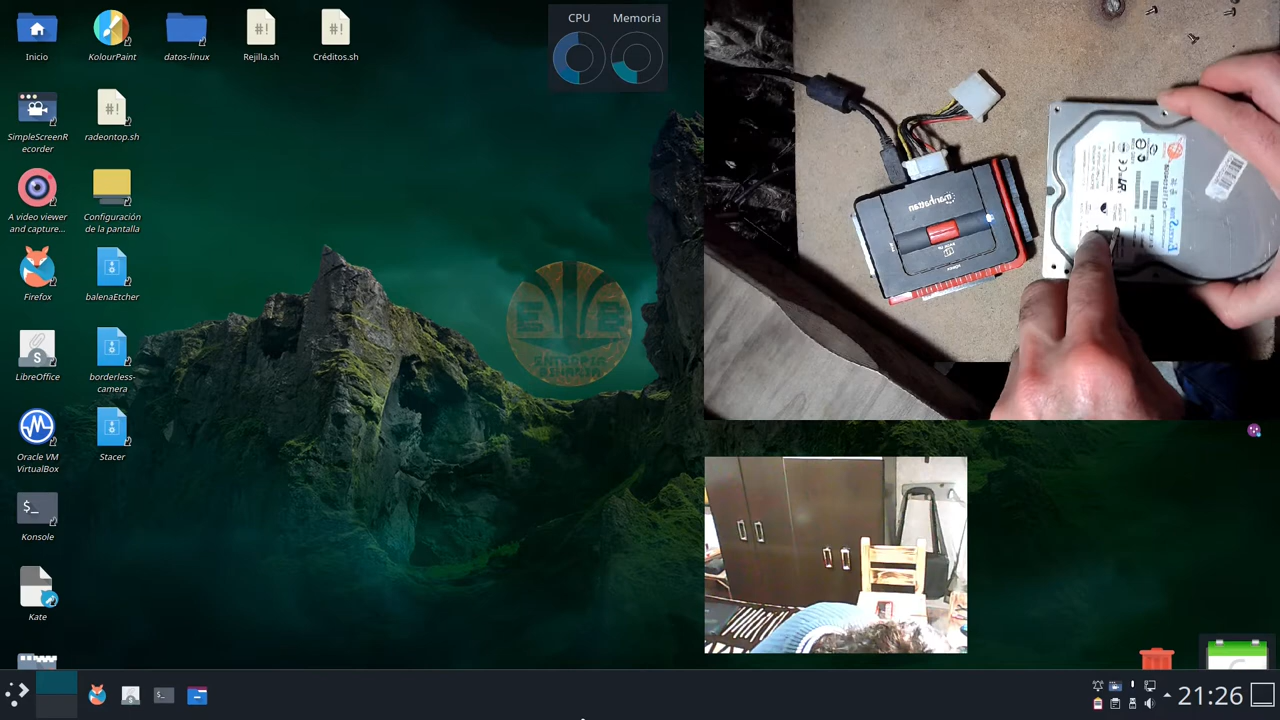 CPU
Memoria
Inicio
KolourPaint
datos-linux
Rejilla.sh
Créditos.sh
SimpleScreenR
ecorder
radeontop.sh
A video viewer
and capture...
Configuración
de la pantalla
Firefox
balenaEtcher
LibreOffice
borderless-
camera
Oracle VM
VirtualBox
Stacer
Konsole
Kate
manhattan
21:26